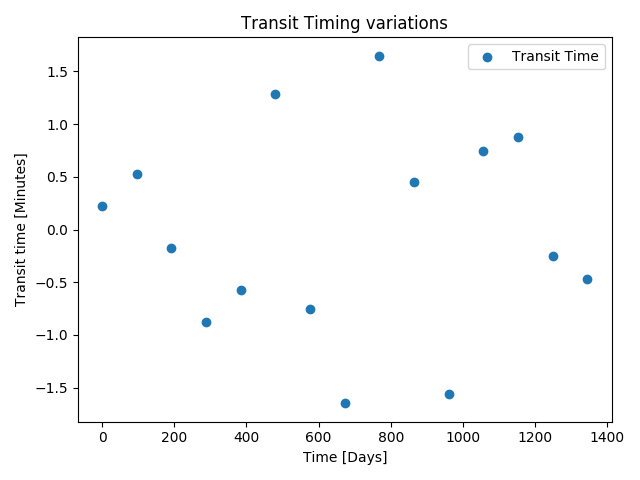 Transit Timing variations
Transit Time
Transit time [Minutes]
1.5
1.0
0.5
0.0
−0.5
−1.0
−1.5
0 200 400 600 800 1000 1200 1400
Time [Days]